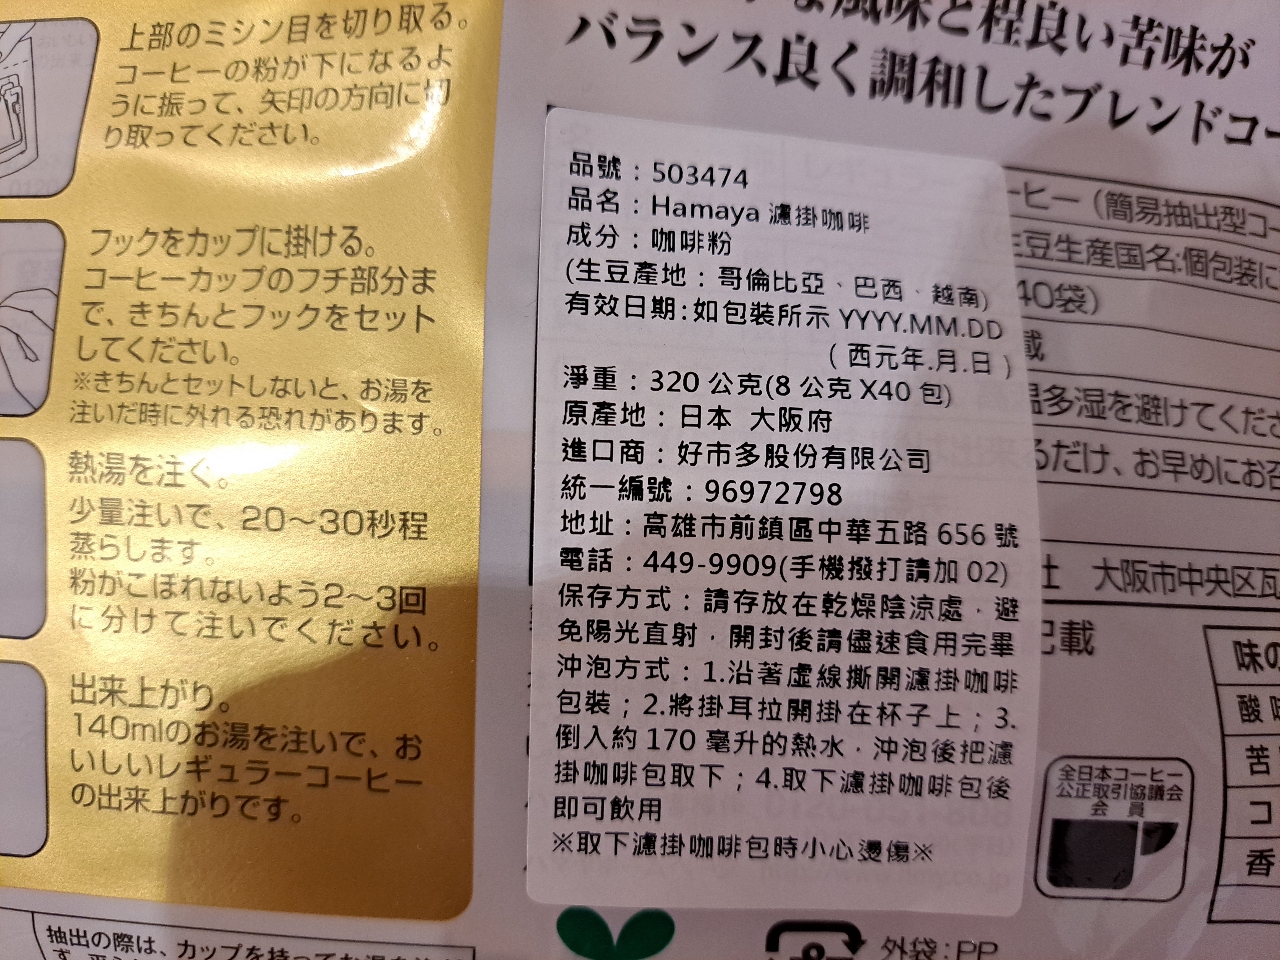 上部のミシン目を切り取る。
コーヒーの粉が下になるよ
うに振って、矢印の方向に切
り取ってください。
フックをカップに掛ける。
コーヒーカップのフチ部分ま
で、きちんとフックをセット
してください。
※きちんとセットしないと、お湯を
注いだ時に外れる恐れがあります。
熱湯を注ぐ。
少量注いで、20〜30秒程
蒸らします。
粉がこぼれないよう2〜3回
に分けて注いでください。
出来上がり。
140mlのお湯を注いで、お
いしいレギュラーコーヒー
の出来上がりです。
抽出の際は、カップを持って
な風味と程良い苦味が
バランス良く調和したブレンドコー
品號：503474
品名：Hamaya 濾掛咖啡
成分：咖啡粉
(生豆產地：哥倫比亞、巴西、越南)
有效日期:如包裝所示 YYYY.MM.DD
（西元年.月.日）
淨重：320 公克(8 公克 X40 包)
原產地：日本 大阪府
進口商：好市多股份有限公司
統一編號：96972798
地址：高雄市前鎮區中華五路 656 號
電話：449-9909(手機撥打請加 02)
保存方式：請存放在乾燥陰涼處，避
免陽光直射，開封後請儘速食用完畢
沖泡方式：1.沿著虛線撕開濾掛咖啡
包裝；2.將掛耳拉開掛在杯子上；3.
倒入約 170 毫升的熱水，沖泡後把濾
掛咖啡包取下；4.取下濾掛咖啡包後
即可飲用
※取下濾掛咖啡包時小心燙傷※
ーヒー（簡易抽出型コー
生豆生産国名:個包装に
40袋）
載
温多湿を避けてくださ
るだけ、お早めにお召
社 大阪市中央区瓦
記載
味の
酸味
苦
コ
香
全日本コーヒー
公正取引協議会
会 員
外袋:PP